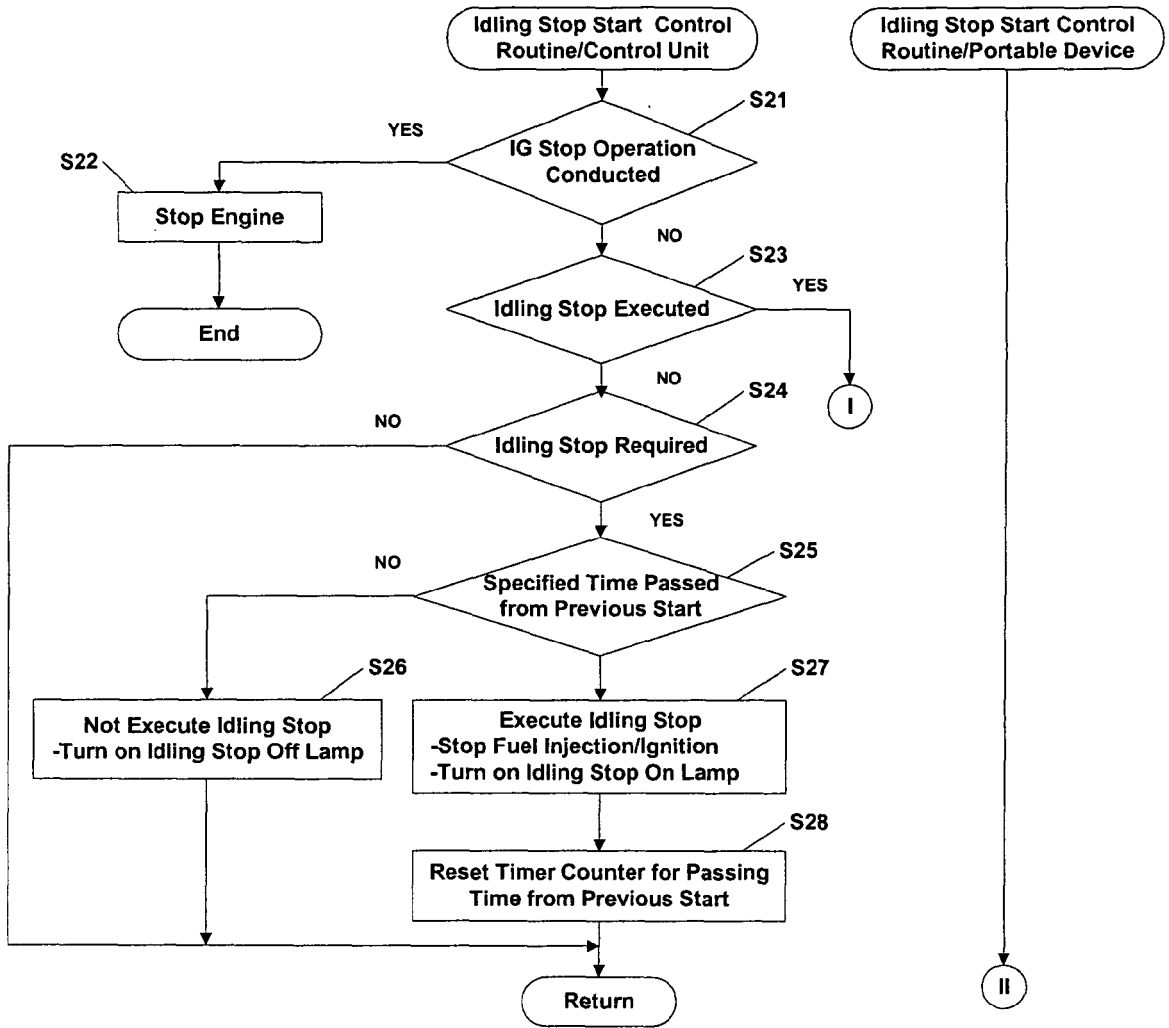 Idling Stop Start Control
Routine/Control Unit
Idling Stop Start Control
Routine/Portable Device
S21
YES
IG Stop Operation
Conducted
S22
Stop Engine
NO
S23
YES
Idling Stop Executed
End
NO
S24
I
NO
Idling Stop Required
YES
S25
NO
Specified Time Passed
from Previous Start
S26
S27
Not Execute Idling Stop
-Turn on Idling Stop Off Lamp
Execute Idling Stop
-Stop Fuel Injection/Ignition
-Turn on Idling Stop On Lamp
S28
Reset Timer Counter for Passing
Time from Previous Start
II
Return